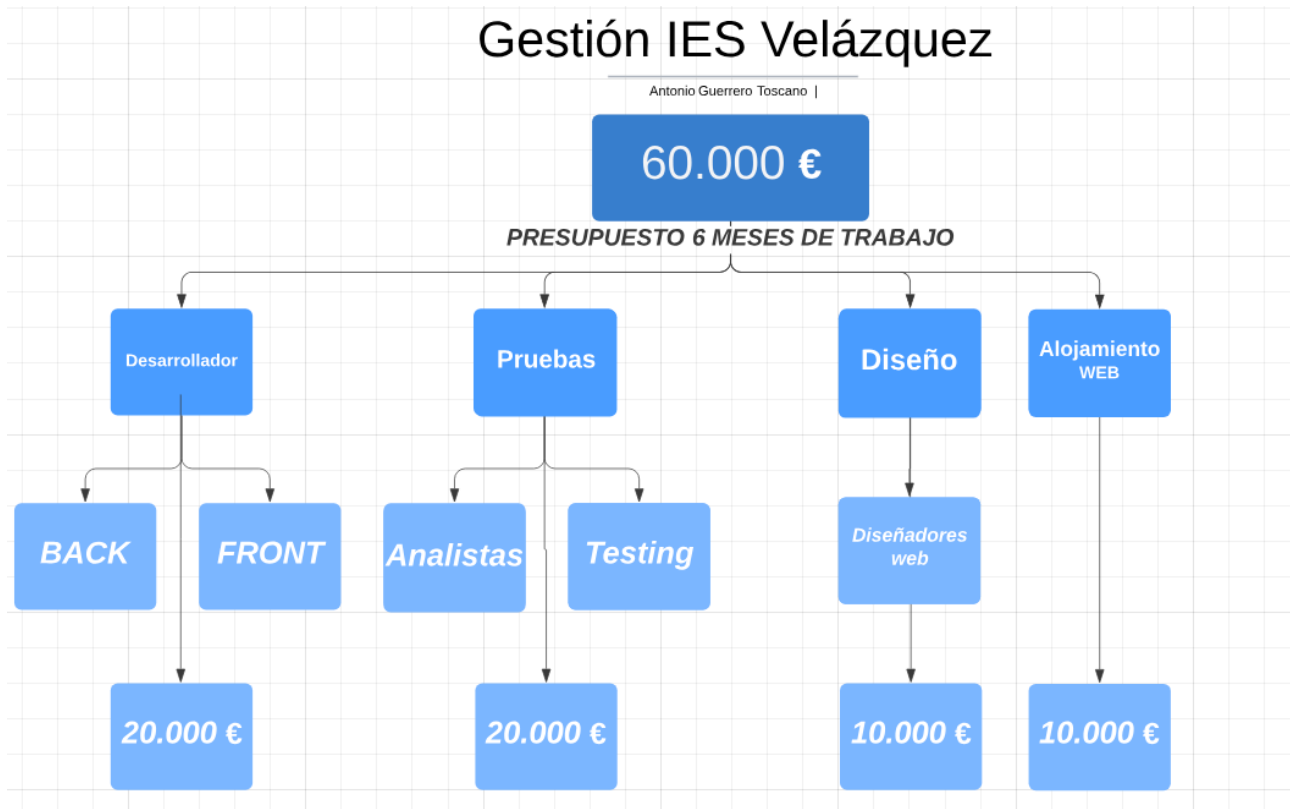 Gestión IES Velázquez
Antonio Guerrero Toscano |
60.000 €
PRESUPUESTO 6 MESES DE TRABAJO
Desarrollador
Pruebas
Diseño
Alojamiento
WEB
BACK
FRONT
Analistas
Testing
Diseñadores
web
20.000 €
20.000 €
10.000 €
10.000 €